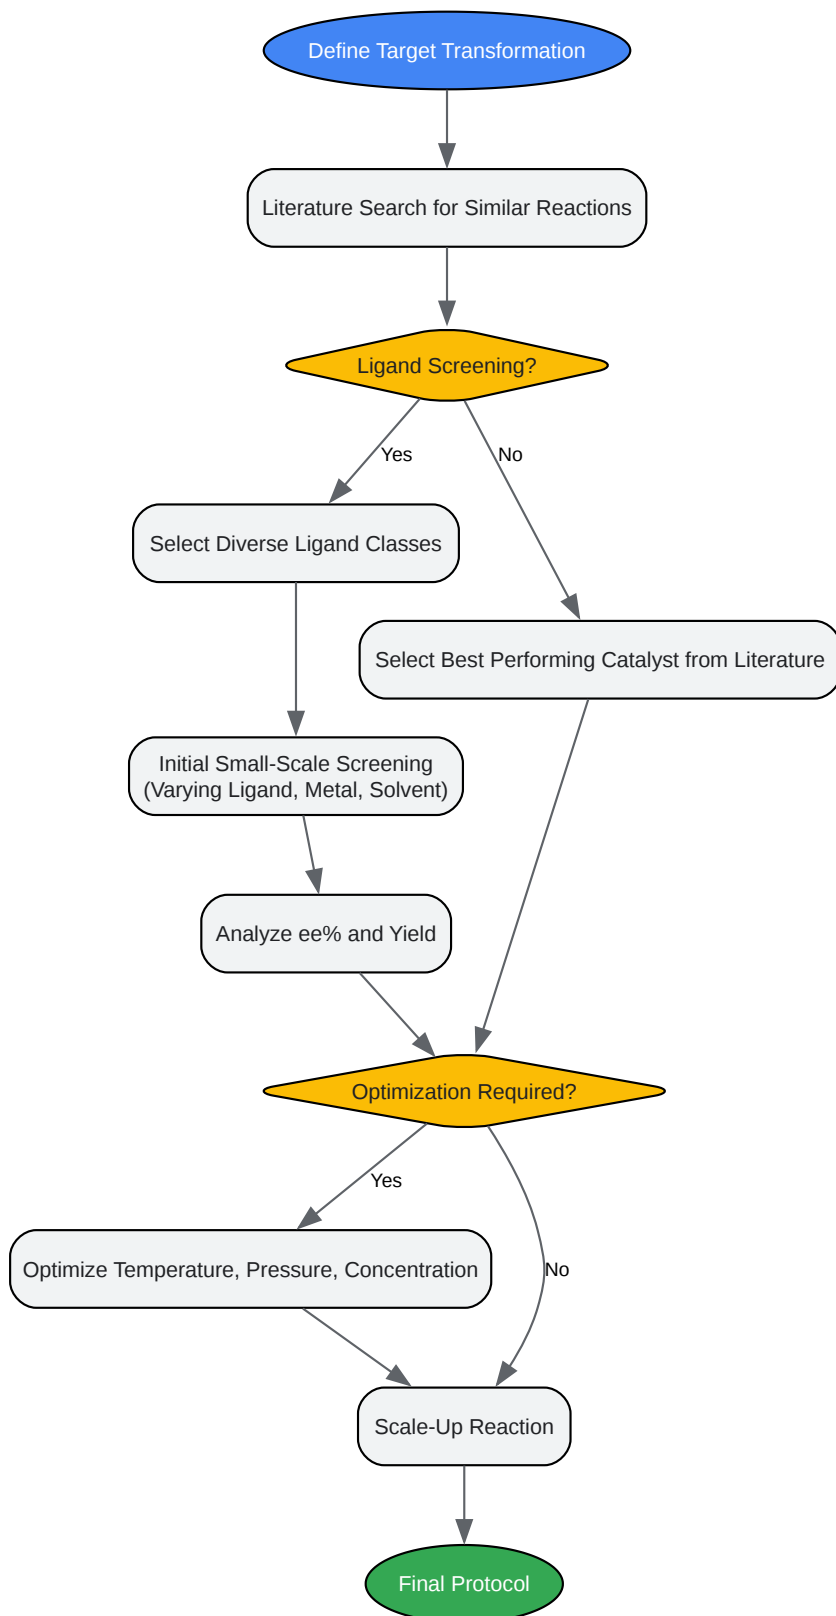 Define Target Transformation
Literature Search for Similar Reactions
Ligand Screening?
Yes
No
Select Diverse Ligand Classes
Select Best Performing Catalyst from Literature
Initial Small-Scale Screening
(Varying Ligand, Metal, Solvent)
Analyze ee% and Yield
Optimization Required?
Yes
Optimize Temperature, Pressure, Concentration
No
Scale-Up Reaction
Final Protocol